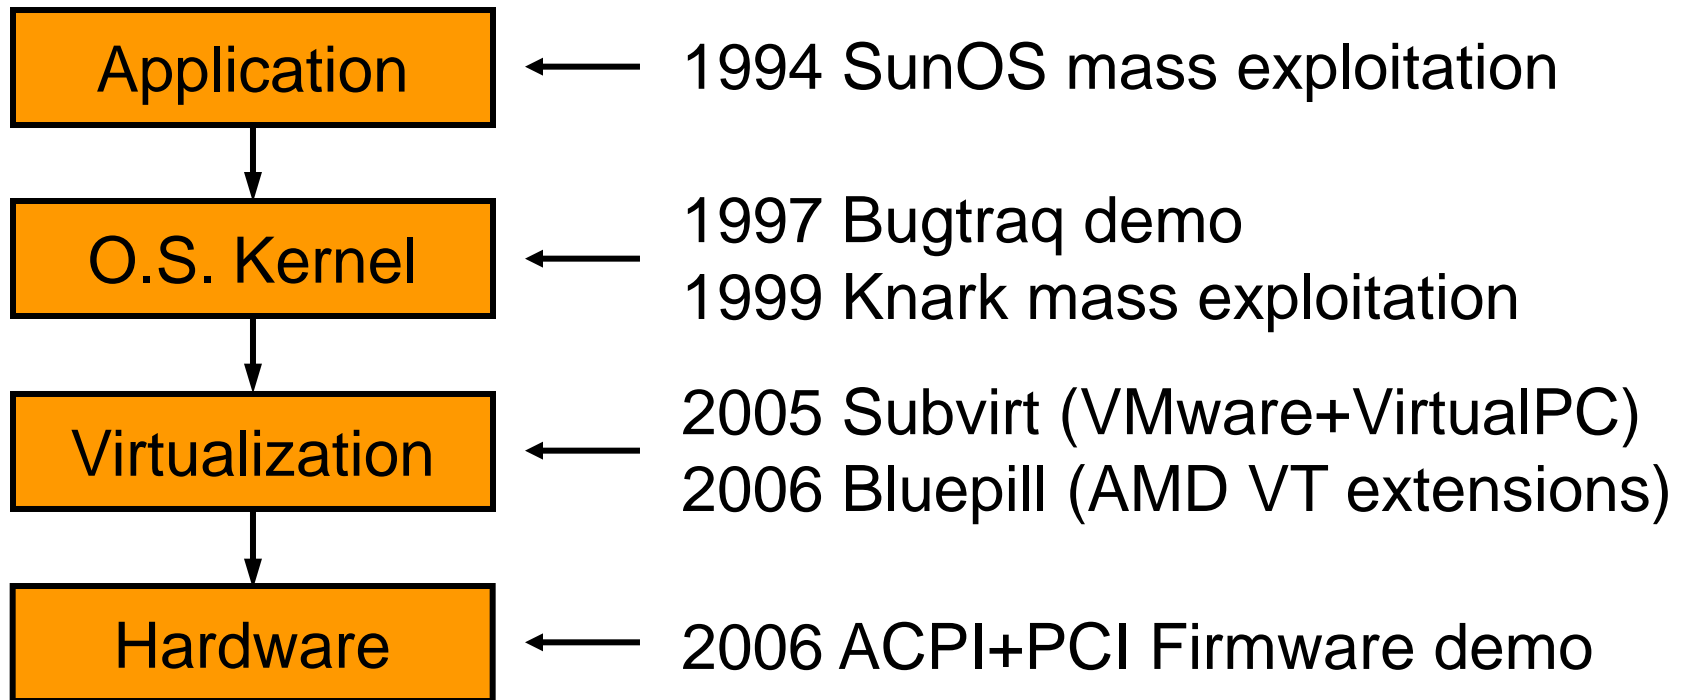 Application
1994 SunOS mass exploitation
O.S. Kernel
1997 Bugtraq demo
1999 Knark mass exploitation
Virtualization
2005 Subvirt (VMware+VirtualPC)
2006 Bluepill (AMD VT extensions)
Hardware
2006 ACPI+PCI Firmware demo